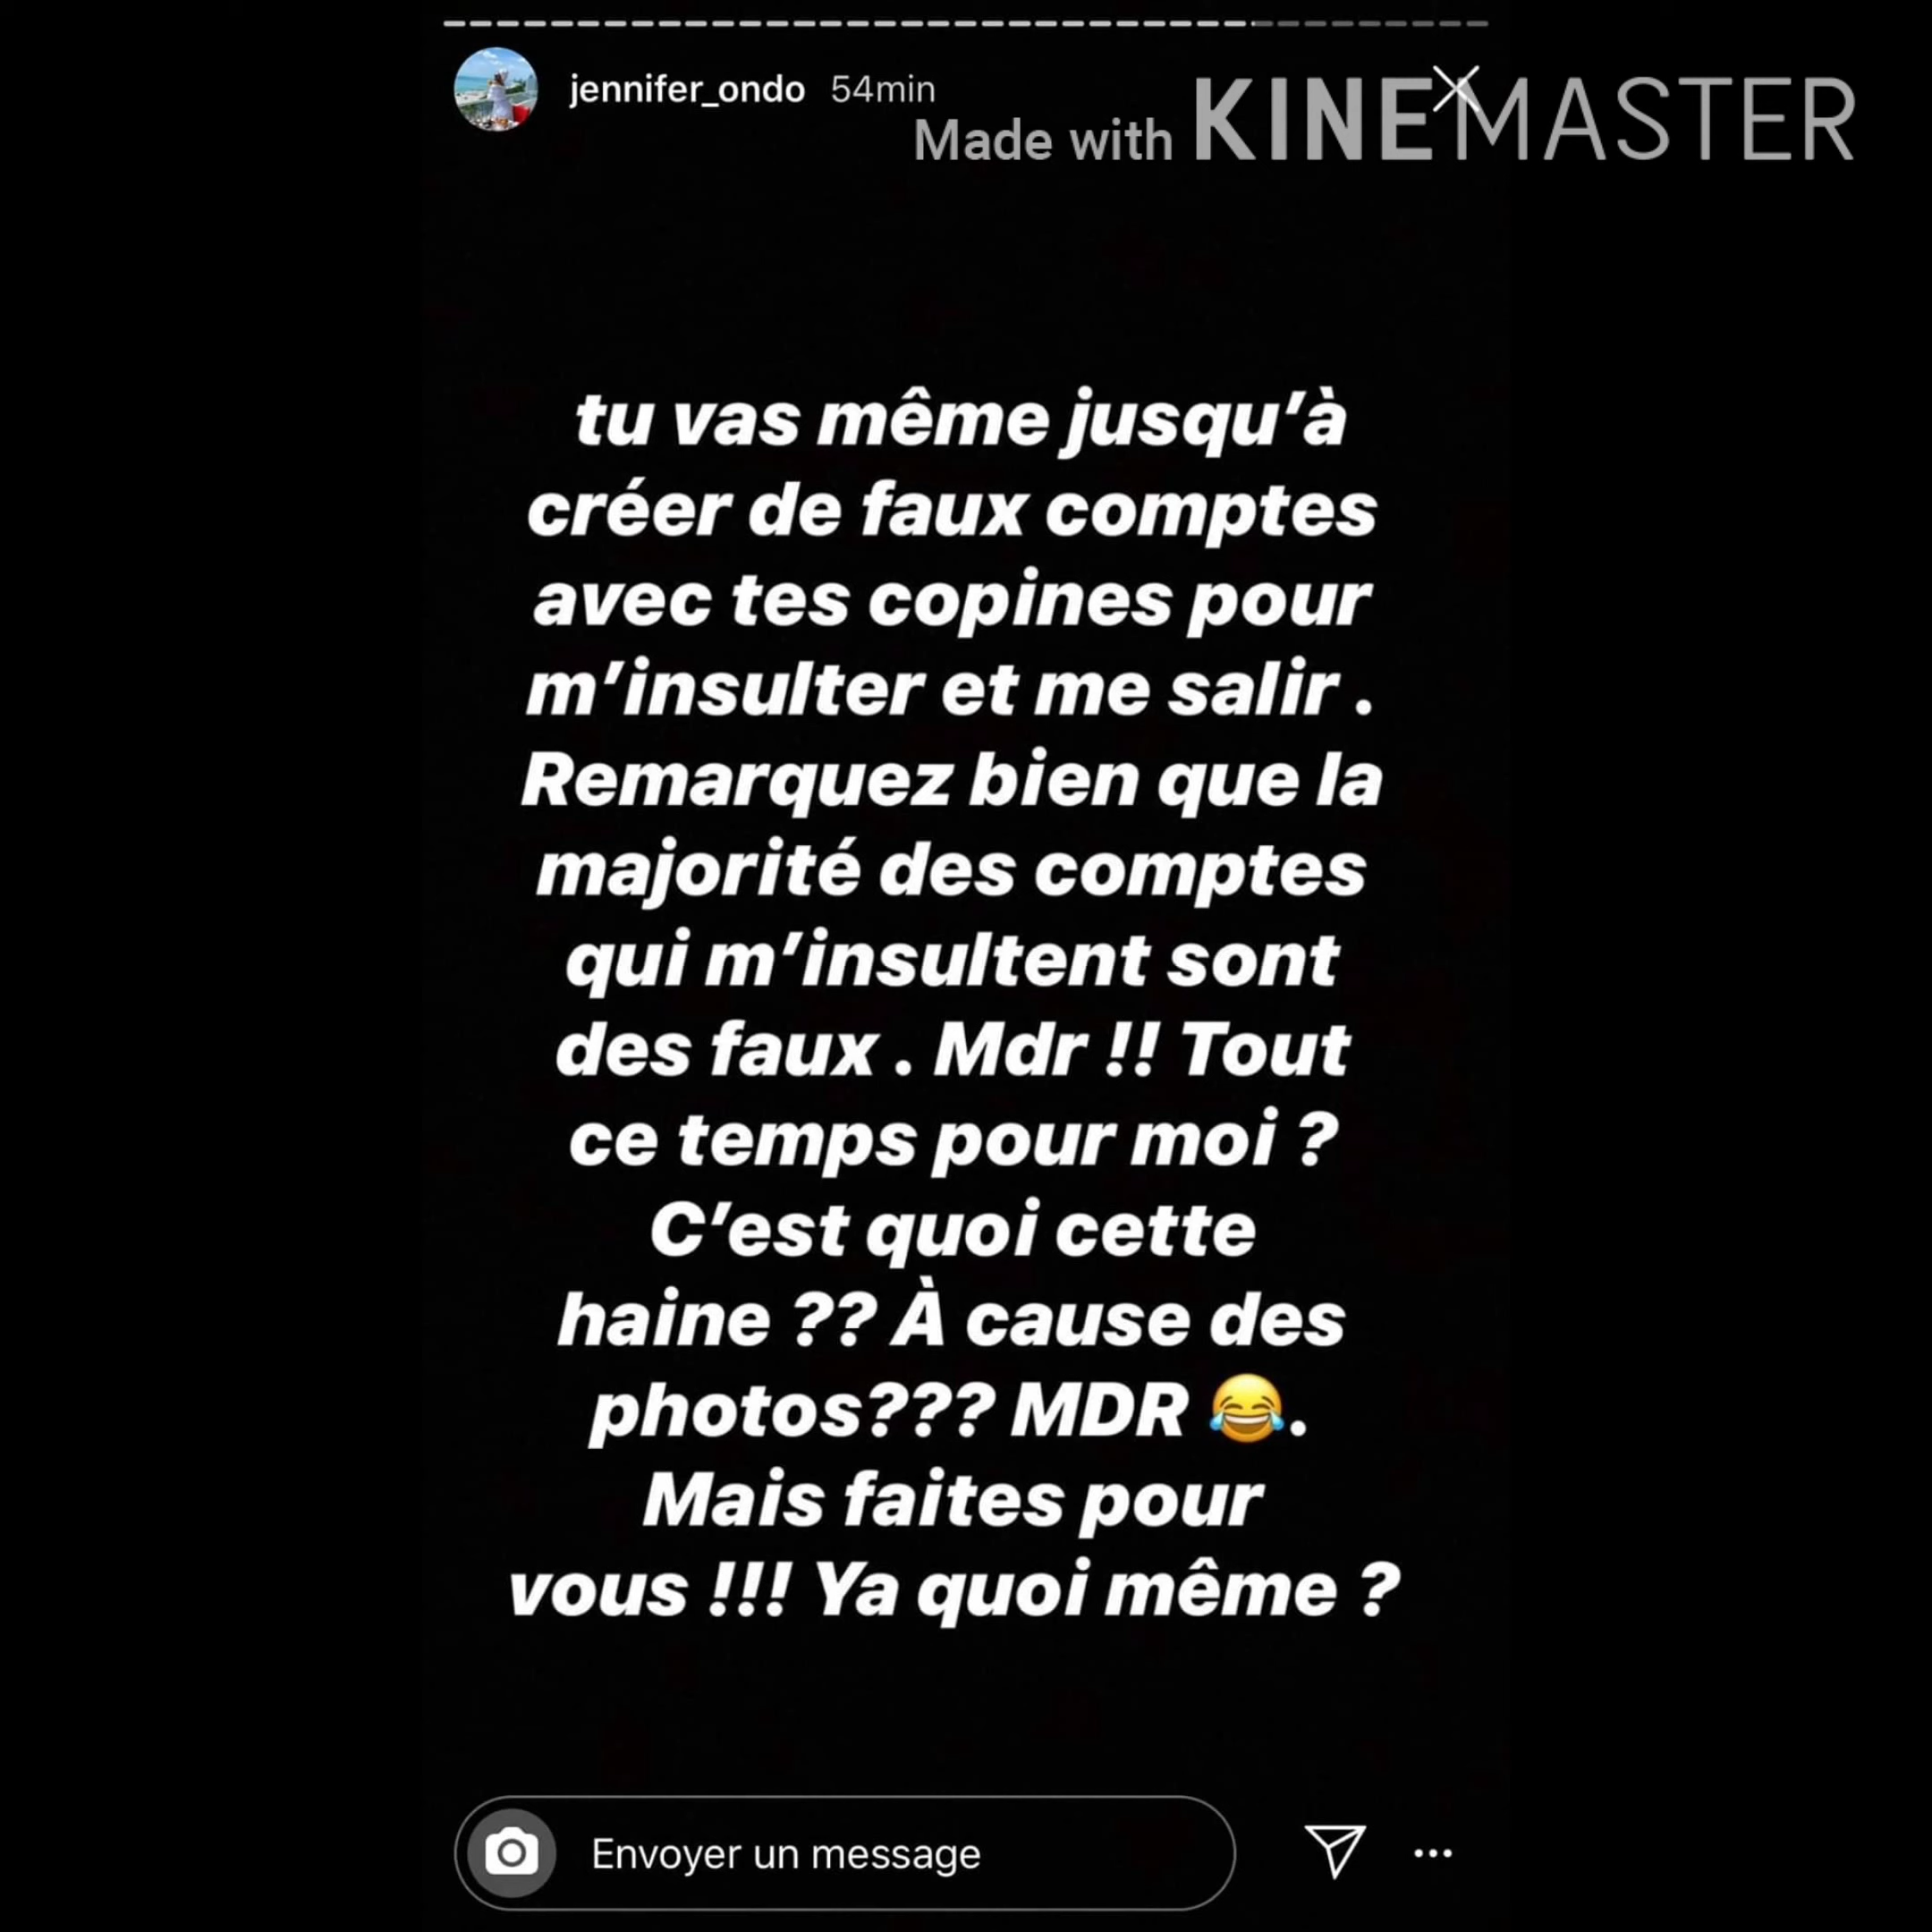 jennifer_ondo 54min
Made with KINEMASTER
tu vas même jusqu’à
créer de faux comptes
avec tes copines pour
m’insulter et me salir .
Remarquez bien que la
majorité des comptes
qui m’insultent sont
des faux . Mdr !! Tout
ce temps pour moi ?
C’est quoi cette
haine ?? À cause des
photos??? MDR 😂.
Mais faites pour
vous !!! Ya quoi même ?
Envoyer un message